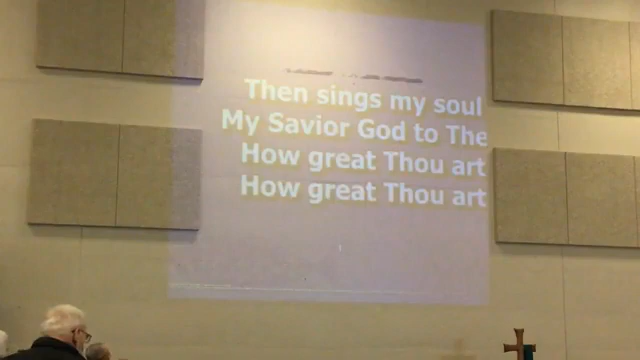 Then sings my soul
My Savior God to The
How great Thou art
How great Thou art